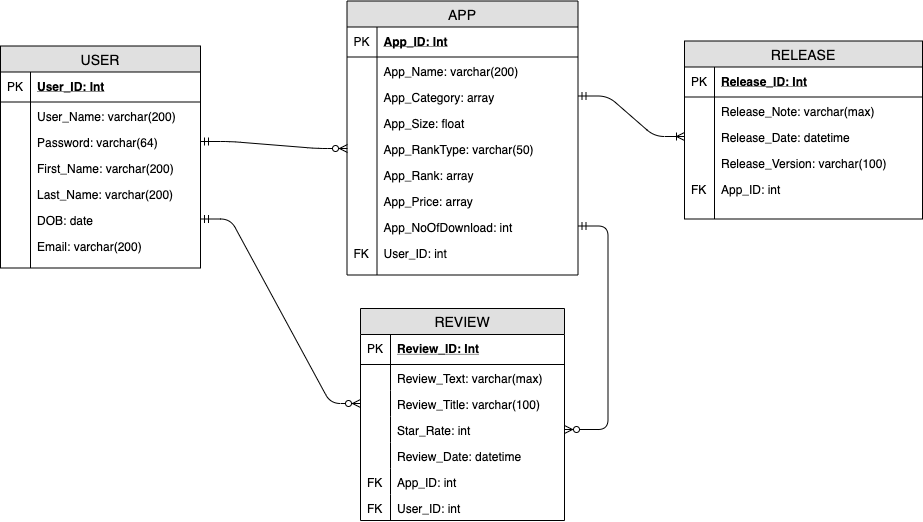 USER
PK User_ID: Int
User_Name: varchar(200)
Password: varchar(64)
First_Name: varchar(200)
Last_Name: varchar(200)
DOB: date
Email: varchar(200)
APP
PK App_ID: Int
App_Name: varchar(200)
App_Category: array
App_Size: float
App_RankType: varchar(50)
App_Rank: array
App_Price: array
App_NoOfDownload: int
FK User_ID: int
RELEASE
PK Release_ID: Int
Release_Note: varchar(max)
Release_Date: datetime
Release_Version: varchar(100)
FK App_ID: int
REVIEW
PK Review_ID: Int
Review_Text: varchar(max)
Review_Title: varchar(100)
Star_Rate: int
Review_Date: datetime
FK App_ID: int
FK User_ID: int